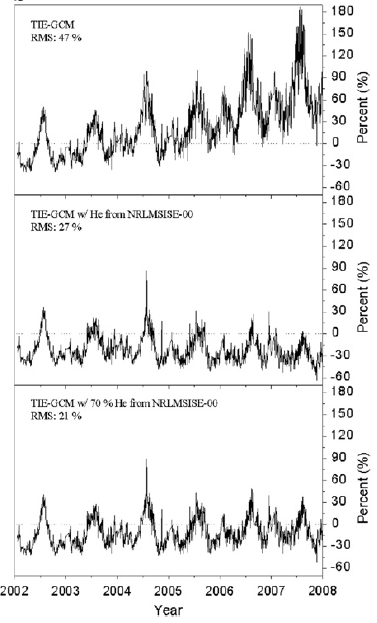 TIE-GCM
RMS: 47 %
180
150
120
90
60
30
0
-30
-60
Percent (%)
TIE-GCM w/ He from NRLMSISE-00
RMS: 27 %
180
150
120
90
60
30
0
-30
-60
Percent (%)
TIE-GCM w/ 70 % He from NRLMSISE-00
RMS: 21 %
180
150
120
90
60
30
0
-30
-60
Percent (%)
2002 2003 2004 2005 2006 2007 2008
Year